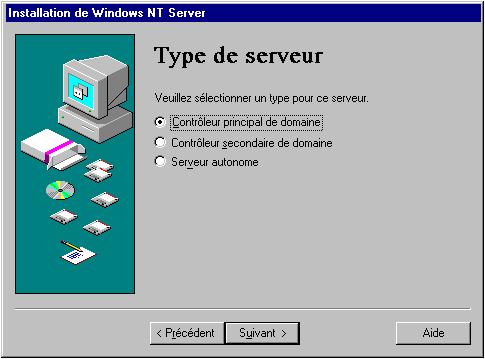 Installation de Windows NT Server
Type de serveur
Veuillez sélectionner un type pour ce serveur.
Contrôleur principal de domaine
Contrôleur secondaire de domaine
Serveur autonome
< Précédent
Suivant >
Aide